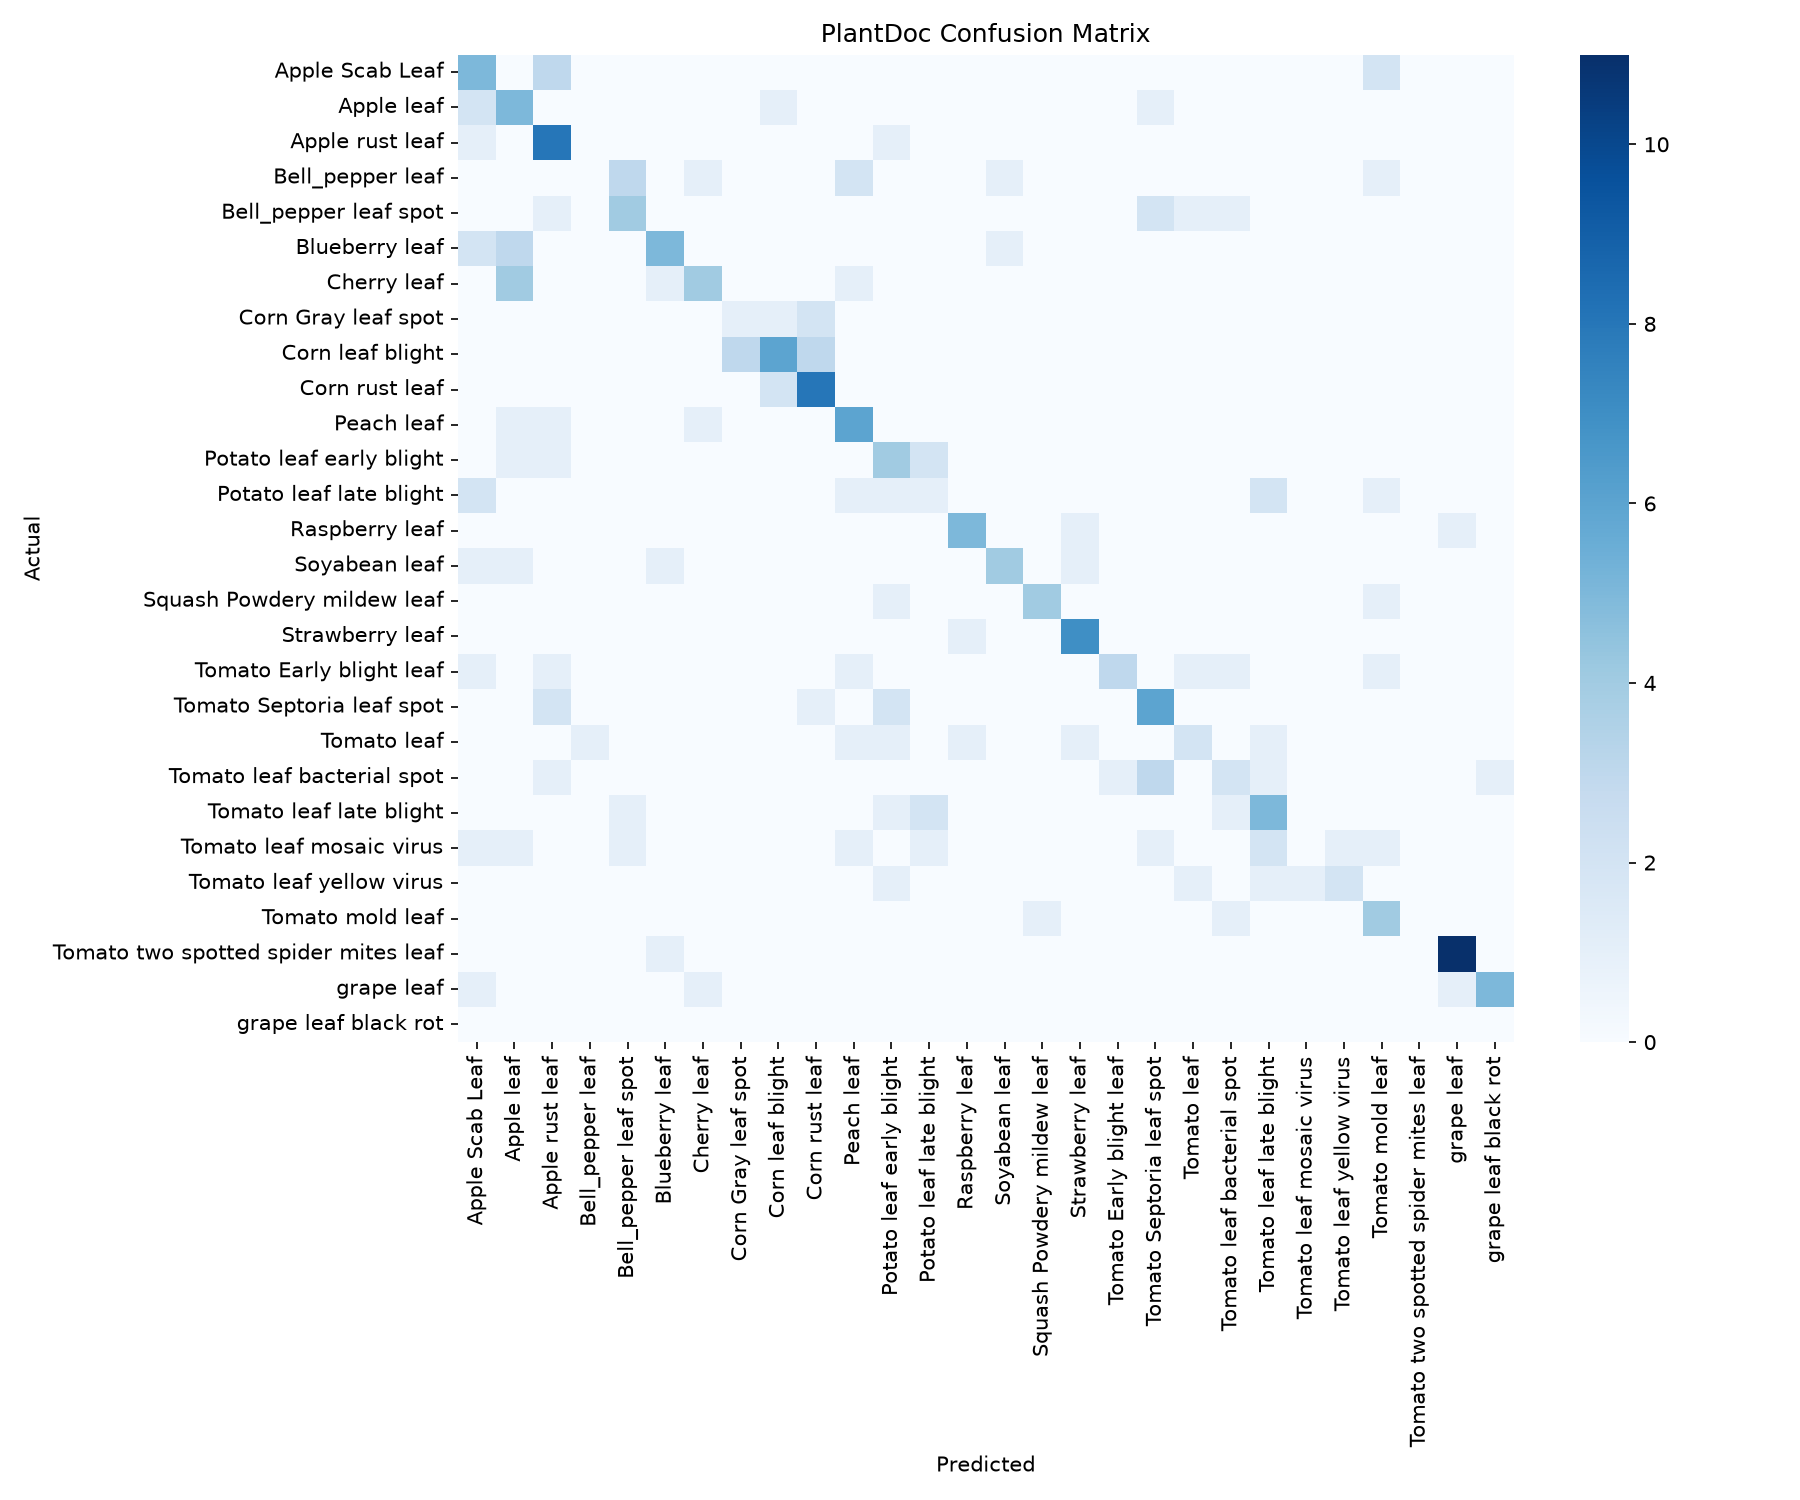 PlantDoc Confusion Matrix
Apple Scab Leaf
Apple leaf
Apple rust leaf
Bell_pepper leaf
Bell_pepper leaf spot
Blueberry leaf
Cherry leaf
Corn Gray leaf spot
Corn leaf blight
Corn rust leaf
Peach leaf
Potato leaf early blight
Potato leaf late blight
Raspberry leaf
Soyabean leaf
Squash Powdery mildew leaf
Strawberry leaf
Tomato Early blight leaf
Tomato Septoria leaf spot
Tomato leaf
Tomato leaf bacterial spot
Tomato leaf late blight
Tomato leaf mosaic virus
Tomato leaf yellow virus
Tomato mold leaf
Tomato two spotted spider mites leaf
grape leaf
grape leaf black rot
Actual
Apple Scab Leaf
Apple leaf
Apple rust leaf
Bell_pepper leaf
Bell_pepper leaf spot
Blueberry leaf
Cherry leaf
Corn Gray leaf spot
Corn leaf blight
Corn rust leaf
Peach leaf
Potato leaf early blight
Potato leaf late blight
Raspberry leaf
Soyabean leaf
Squash Powdery mildew leaf
Strawberry leaf
Tomato Early blight leaf
Tomato Septoria leaf spot
Tomato leaf
Tomato leaf bacterial spot
Tomato leaf late blight
Tomato leaf mosaic virus
Tomato leaf yellow virus
Tomato mold leaf
Tomato two spotted spider mites leaf
grape leaf
grape leaf black rot
Predicted
10
8
6
4
2
0